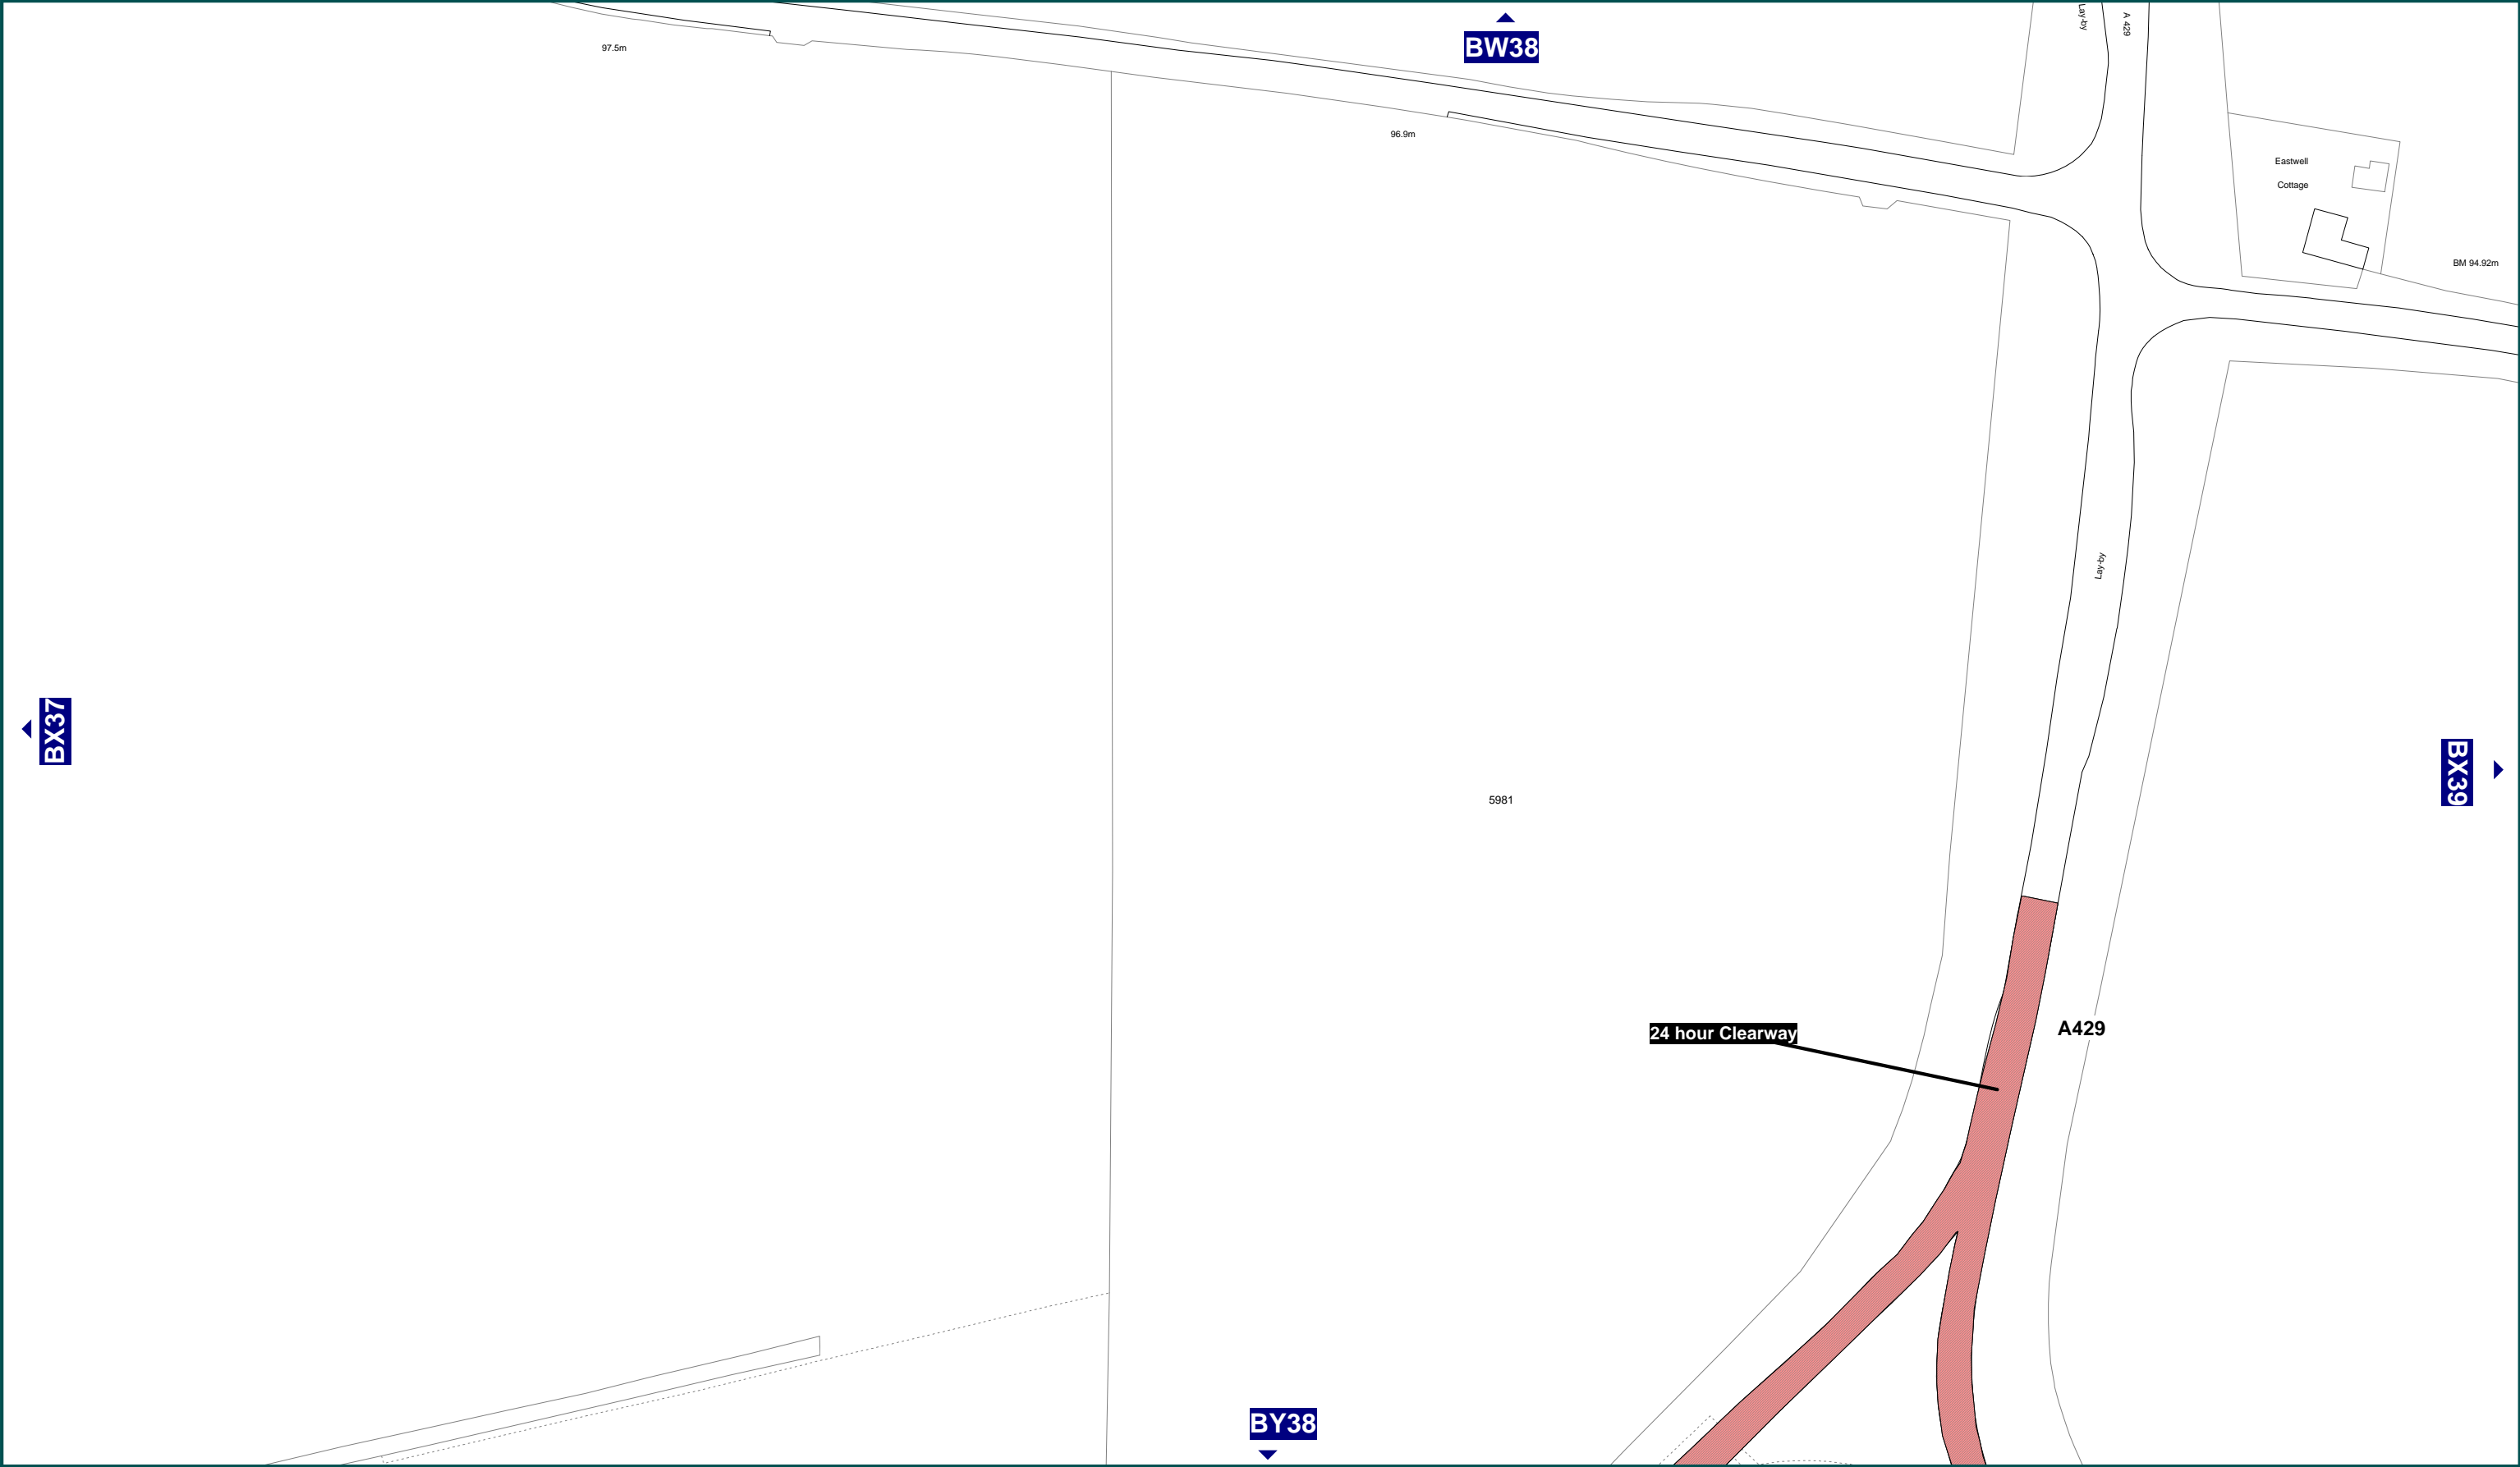 Lay-by
A 429
97.5m
BW38
96.9m
Eastwell
Cottage
BM 94.92m
Lay-by
BX37
BX39
5981
24 hour Clearway
A429
BY38